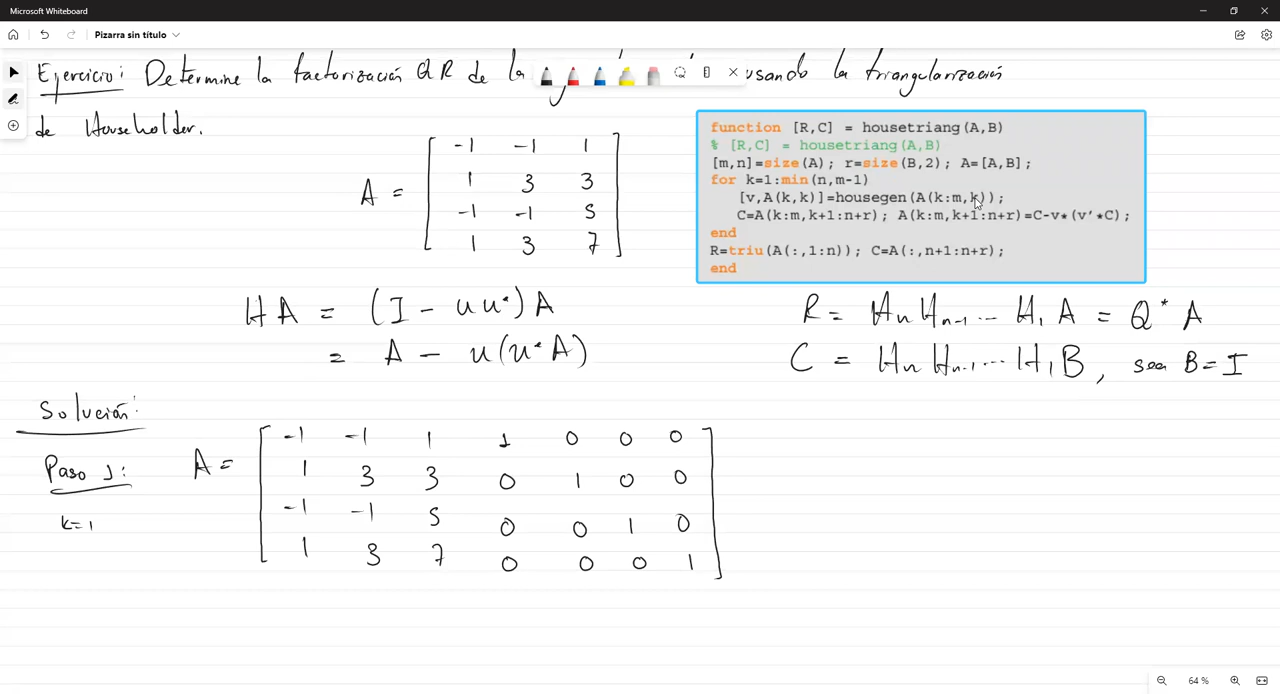 Microsoft Whiteboard
Pizarra sin título
Ejercicio: Determine la factorización QR de la usando la triangularización
de Householder.
A = [ -1 -1 1
1 3 3
-1 -1 5
1 3 7 ]
function [R,C] = housetriang(A,B)
% [R,C] = housetriang(A,B)
[m,n]=size(A); r=size(B,2); A=[A,B];
for k=1:min(n,m-1)
[v,A(k,k)]=housegen(A(k:m,k));
C=A(k:m,k+1:n+r); A(k:m,k+1:n+r)=C-v*(v'*C);
end
R=triu(A(:,1:n)); C=A(:,n+1:n+r);
end
HA = (I - uu*)A
= A - u(u*A)
R = HnHn-1 ... H1 A = Q* A
C = HnHn-1 ... H1 B, sea B = I
Solución:
Paso 1:
k=1
A = [ -1 -1 1 1 0 0 0
1 3 3 0 1 0 0
-1 -1 5 0 0 1 0
1 3 7 0 0 0 1 ]
64 %